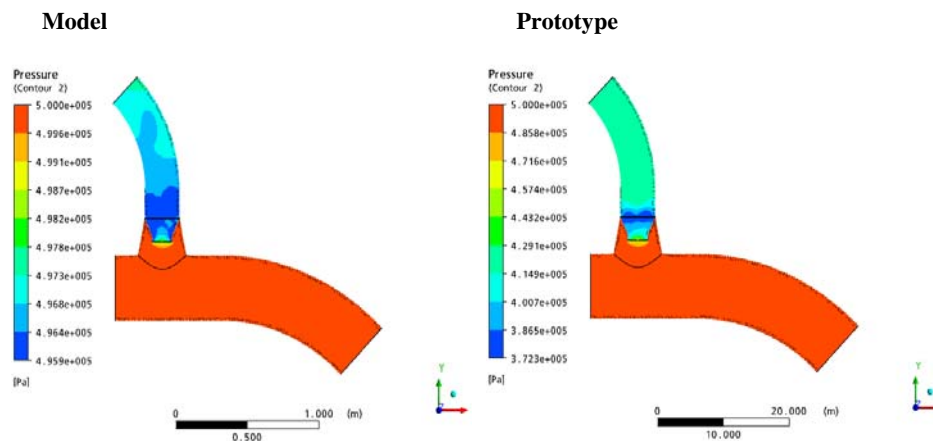 Model
Prototype
Pressure
(Contour 2)
5.000e+005
4.996e+005
4.991e+005
4.987e+005
4.982e+005
4.978e+005
4.973e+005
4.968e+005
4.964e+005
4.959e+005
[Pa]
0 1.000 (m)
0.500
Y
Pressure
(Contour 2)
5.000e+005
4.858e+005
4.716e+005
4.574e+005
4.432e+005
4.291e+005
4.149e+005
4.007e+005
3.865e+005
3.723e+005
[Pa]
0 20.000 (m)
10.000
Y